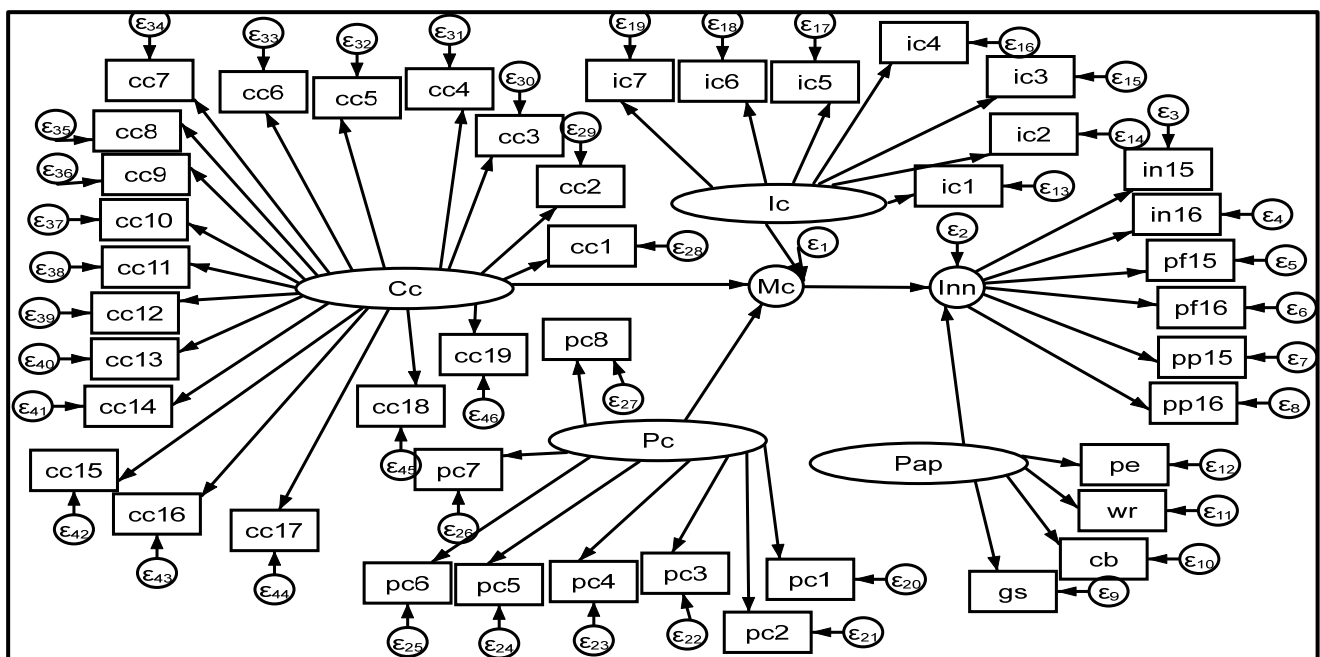 ε34
ε33
ε32
ε31
ε30
ε29
cc7
cc6
cc5
cc4
cc3
cc2
cc1
ε28
ε35
cc8
ε36
cc9
ε37
cc10
ε38
cc11
ε39
cc12
ε40
cc13
ε41
cc14
cc15
ε42
cc16
ε43
cc17
ε44
cc18
ε45
cc19
ε46
Cc
ε19
ε18
ε17
ic7
ic6
ic5
ic4
ε16
ic3
ε15
ic2
ε14
ic1
ε13
Ic
ε1
Mc
ε2
Inn
ε3
in15
in16
ε4
pf15
ε5
pf16
ε6
pp15
ε7
pp16
ε8
pc8
ε27
Pc
pc7
ε26
pc6
ε25
pc5
ε24
pc4
ε23
pc3
ε22
pc2
ε21
pc1
ε20
Pap
pe
ε12
wr
ε11
cb
ε10
gs
ε9